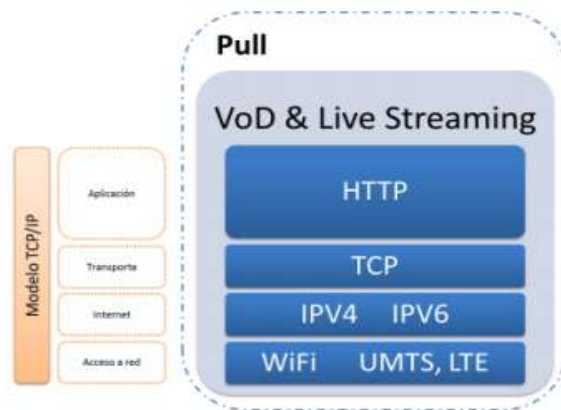 Pull
VoD & Live Streaming
Modelo TCP/IP
Aplicación
HTTP
Transporte
TCP
Internet
IPV4 IPV6
Acceso a red
WiFi UMTS, LTE